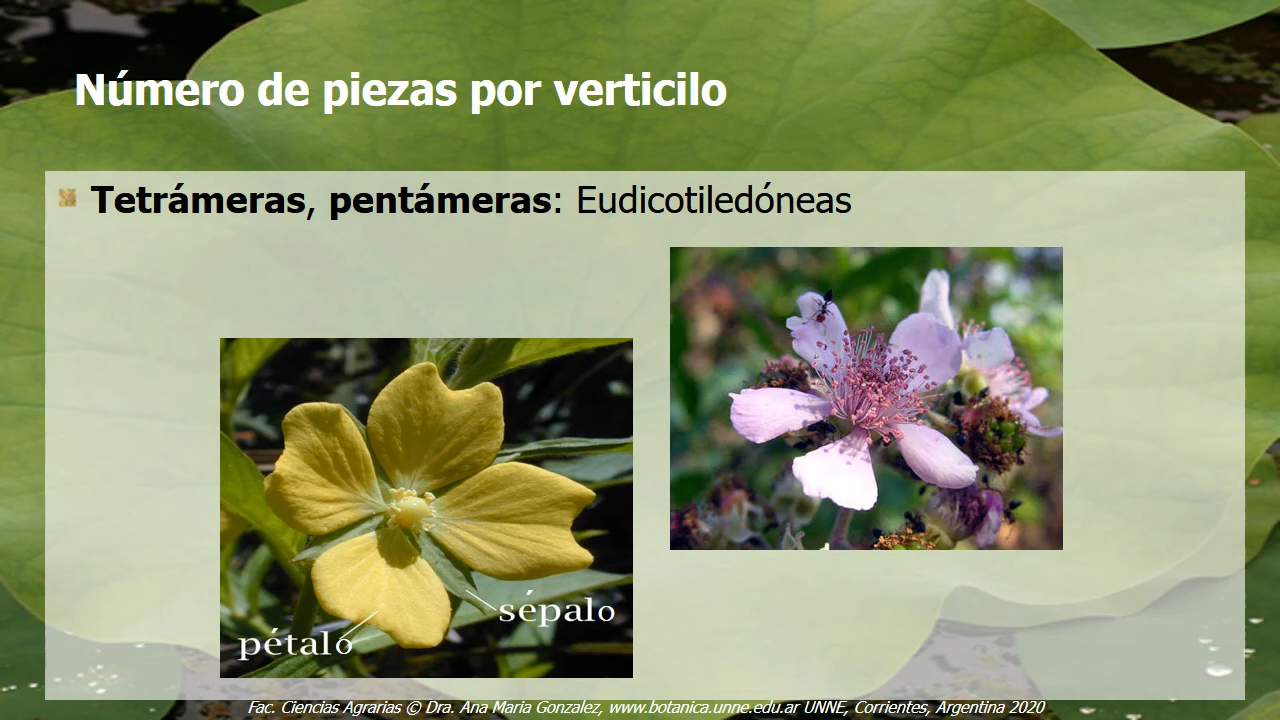 Número de piezas por verticilo
Tetrámeras, pentámeras: Eudicotiledóneas
sépalo
pétalo
Fac. Ciencias Agrarias © Dra. Ana Maria Gonzalez, www.botanica.unne.edu.ar UNNE, Corrientes, Argentina 2020